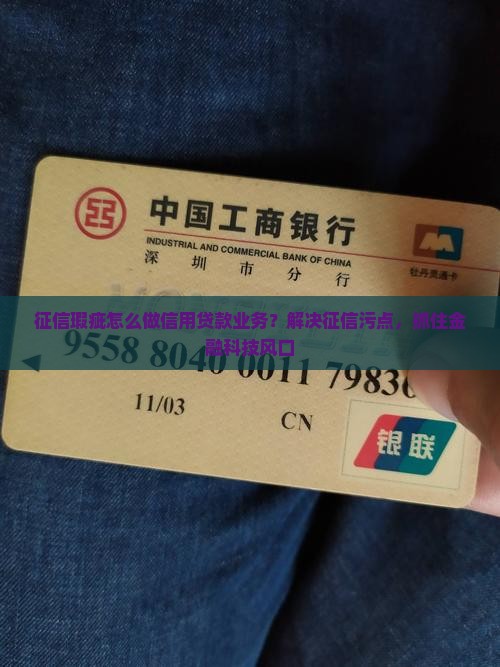 中国工商银行
INDUSTRIAL AND COMMERCIAL BANK OF CHINA
深圳市分行
牡丹灵通卡
征信瑕疵怎么做信用贷款业务？解决征信污点，抓住金
融科技风口
9558 8040 0011 7983
11/03
CN
银联